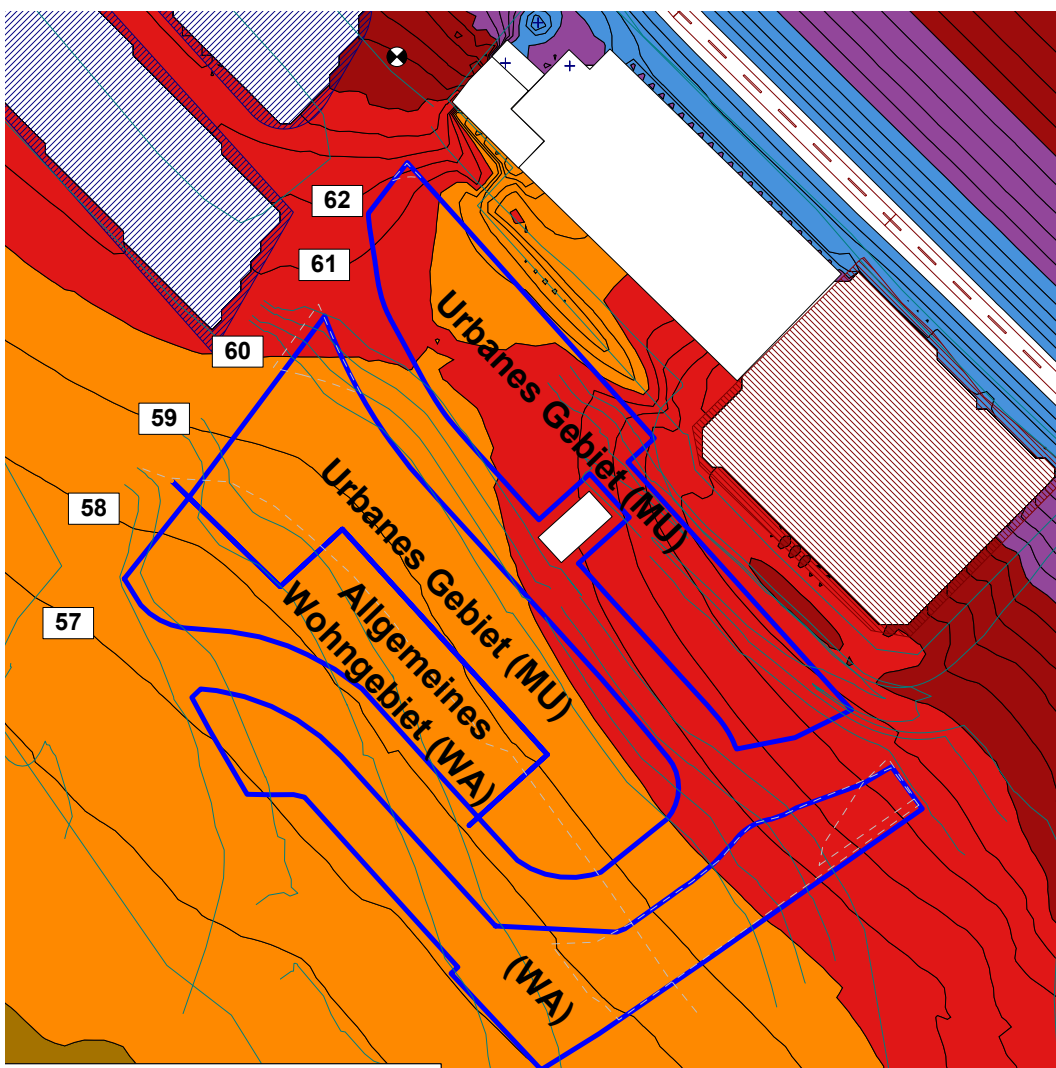 62
61
60
59
58
57
Urbanes Gebiet (MU)
Urbanes Gebiet (MU)
Allgemeines
Wohngebiet (WA)
(WA)